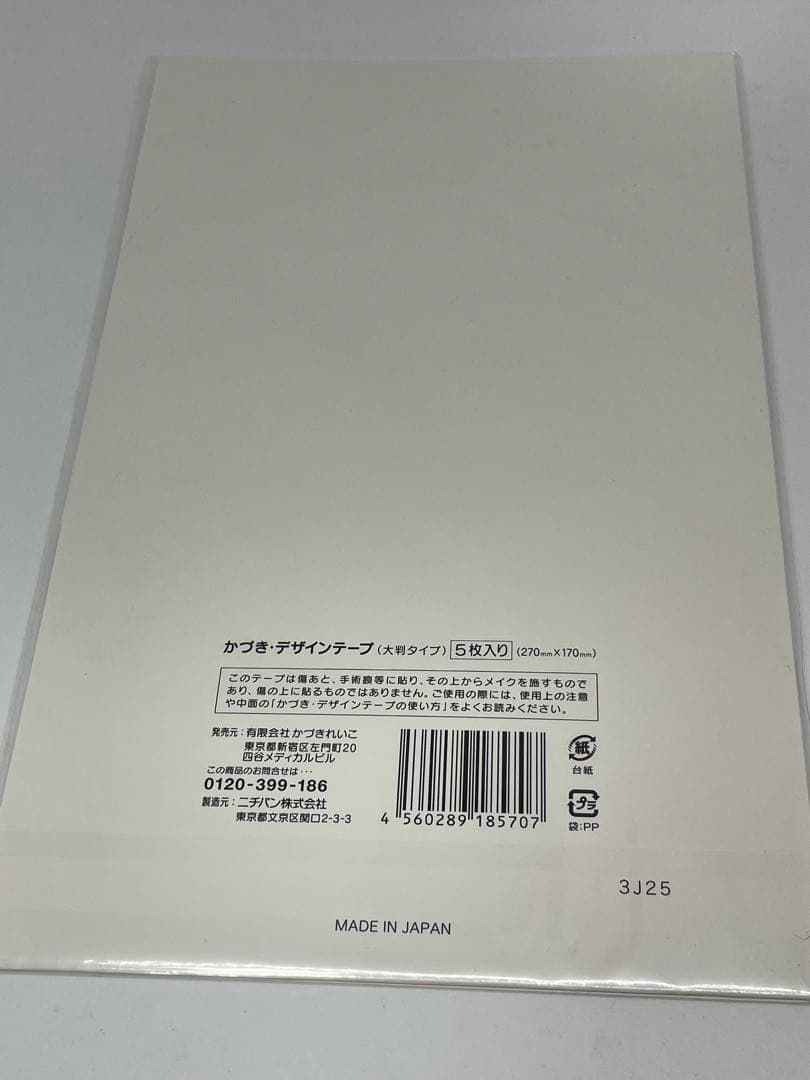 かづき・デザインテープ（大判タイプ） 5枚入り （270mm×170mm）
このテープは傷あと、手術痕等に貼り、その上からメイクを施すもので
あり、傷の上に貼るものではありません。ご使用の際には、使用上の注意
や中面の「かづき・デザインテープの使い方」をよくお読みください。
発売元：有限会社 かづきれいこ
東京都新宿区左門町20
四谷メディカルビル
この商品のお問合せは…
0120-399-186
製造元：ニチバン株式会社
東京都文京区関口2-3-3
4 560289 185707
紙
台紙
プラ
袋：PP
3J25
MADE IN JAPAN